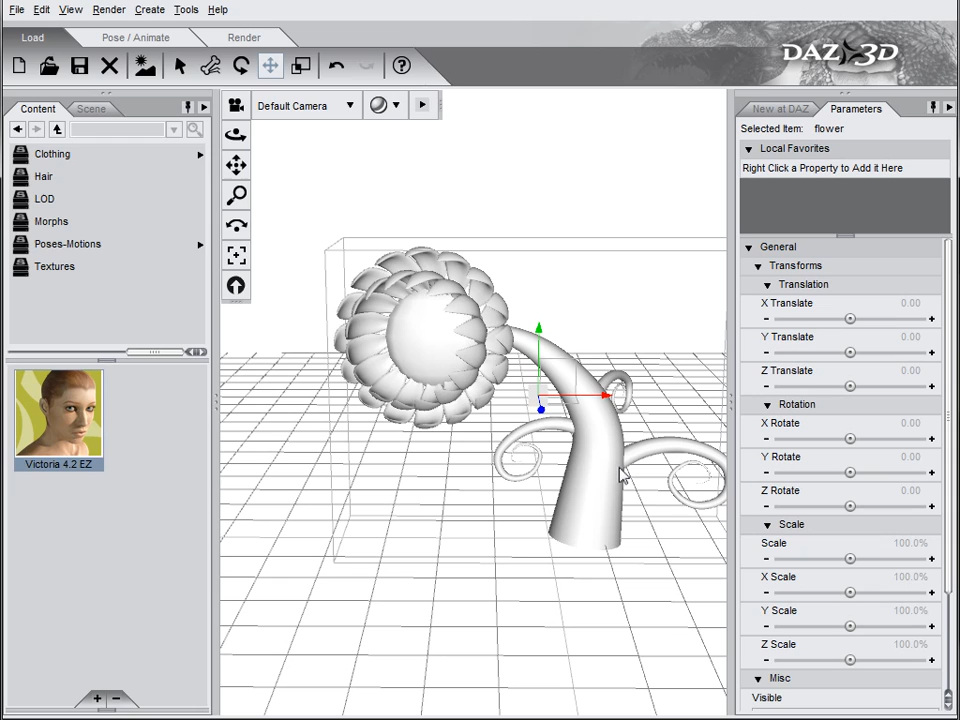 File Edit View Render Create Tools Help
Load Pose / Animate Render
DAZ 3D
Content Scene
Default Camera
New at DAZ Parameters
Selected Item: flower
Local Favorites
Right Click a Property to Add it Here
Clothing
Hair
LOD
Morphs
Poses-Motions
Textures
Victoria 4.2 EZ
General
Transforms
Translation
X Translate 0.00
Y Translate 0.00
Z Translate 0.00
Rotation
X Rotate 0.00
Y Rotate 0.00
Z Rotate 0.00
Scale
Scale 100.0%
X Scale 100.0%
Y Scale 100.0%
Z Scale 100.0%
Misc
Visible